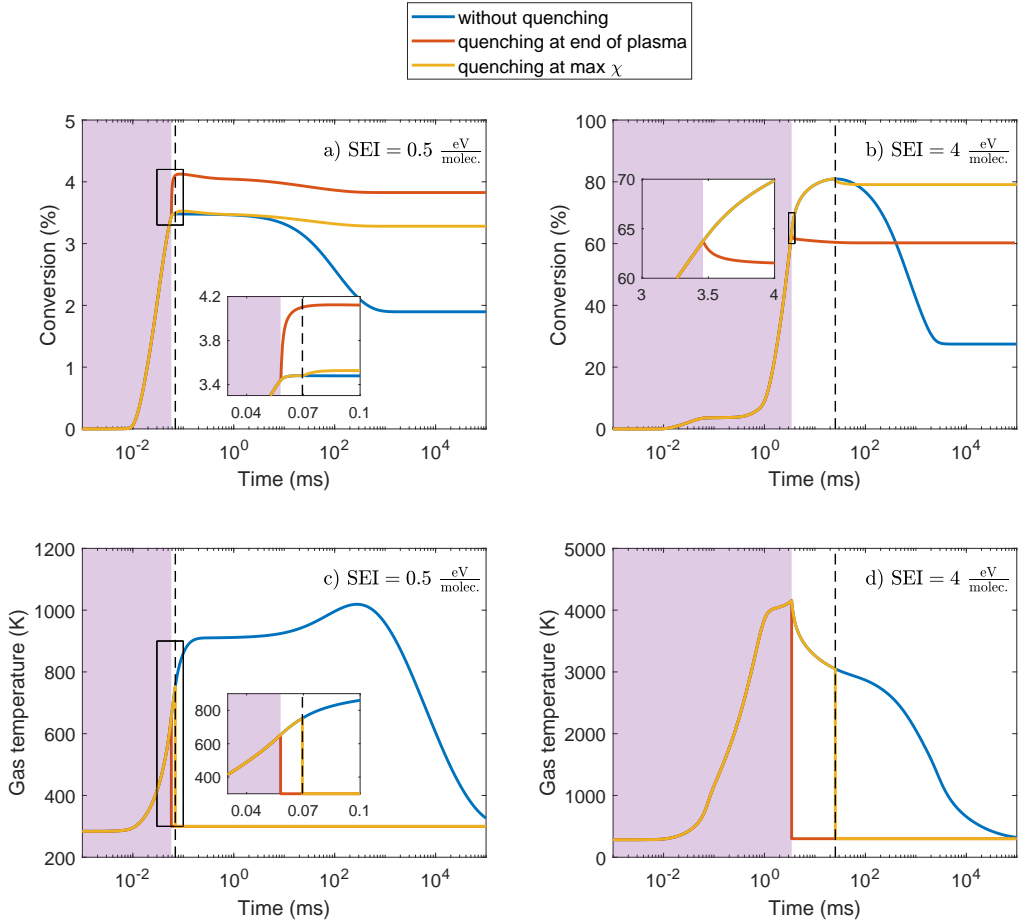 without quenching
quenching at end of plasma
quenching at max χ
a) SEI = 0.5 eV/molec.
Conversion (%)
5
4
3
2
1
0
4.2
3.8
3.4
0.04 0.07 0.1
10^-2 10^0 10^2 10^4
Time (ms)
b) SEI = 4 eV/molec.
Conversion (%)
100
80
60
40
20
0
70
65
60
3 3.5 4
10^-2 10^0 10^2 10^4
Time (ms)
c) SEI = 0.5 eV/molec.
Gas temperature (K)
1200
1000
800
600
400
200
800
600
400
0.04 0.07 0.1
10^-2 10^0 10^2 10^4
Time (ms)
d) SEI = 4 eV/molec.
Gas temperature (K)
5000
4000
3000
2000
1000
0
10^-2 10^0 10^2 10^4
Time (ms)